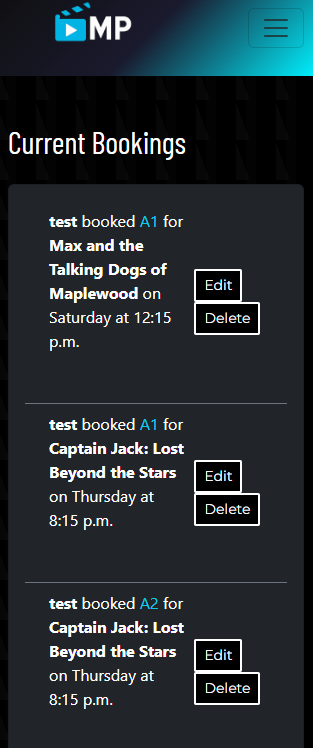 MP
Current Bookings
test booked A1 for
Max and the
Talking Dogs of
Maplewood on
Saturday at 12:15
p.m.
Edit
Delete
test booked A1 for
Captain Jack: Lost
Beyond the Stars
on Thursday at
8:15 p.m.
Edit
Delete
test booked A2 for
Captain Jack: Lost
Beyond the Stars
on Thursday at
8:15 p.m.
Edit
Delete